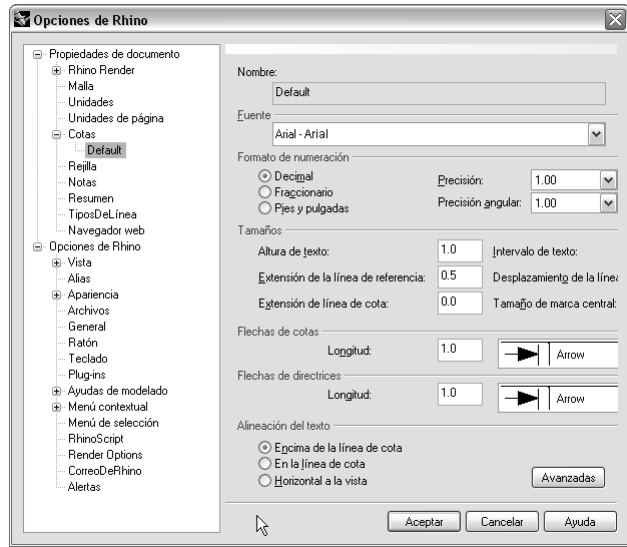 Opciones de Rhino
Propiedades de documento
Rhino Render
Malla
Unidades
Unidades de página
Cotas
Default
Rejilla
Notas
Resumen
TiposDeLínea
Navegador web
Opciones de Rhino
Vista
Alias
Apariencia
Archivos
General
Ratón
Teclado
Plug-ins
Ayudas de modelado
Menú contextual
Menú de selección
RhinoScript
Render Options
CorreoDeRhino
Alertas
Nombre:
Default
Fuente
Arial - Arial
Formato de numeración
Decimal
Fraccionario
Pies y pulgadas
Precisión: 1.00
Precisión angular: 1.00
Tamaños
Altura de texto: 1.0 Intervalo de texto:
Extensión de la línea de referencia: 0.5 Desplazamiento de la línea
Extensión de línea de cota: 0.0 Tamaño de marca central:
Flechas de cotas
Longitud: 1.0 Arrow
Flechas de directrices
Longitud: 1.0 Arrow
Alineación del texto
Encima de la línea de cota
En la línea de cota
Horizontal a la vista
Avanzadas
Aceptar Cancelar Ayuda